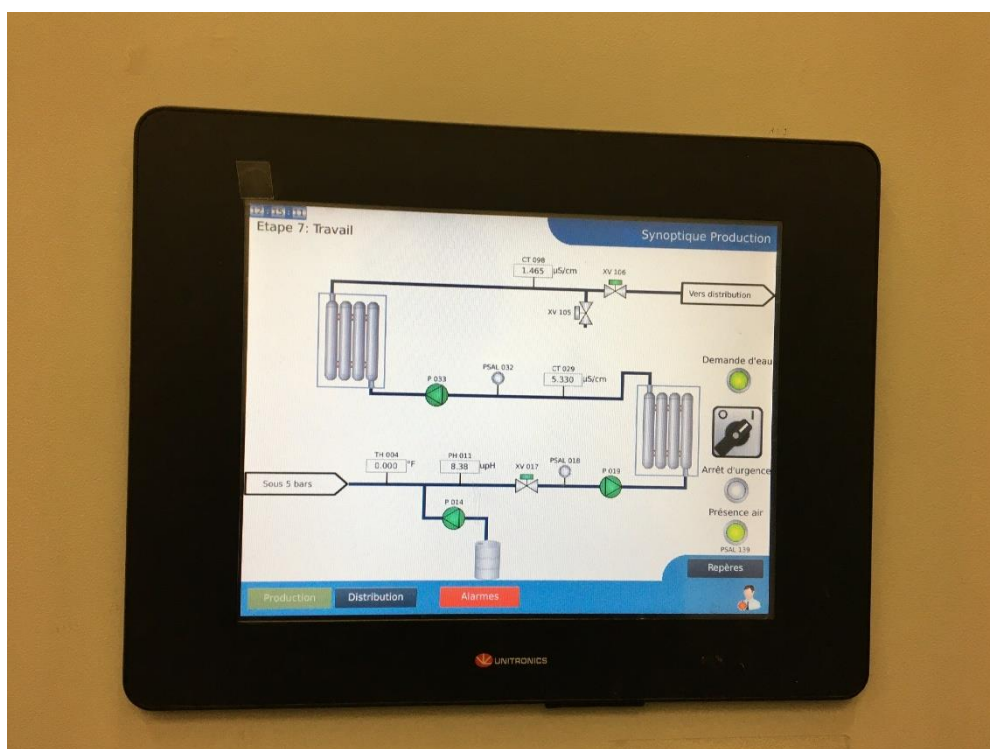 12:15:11
Etape 7: Travail
Synoptique Production
CT 098
1.465 µS/cm
XV 106
Vers distribution
XV 105
Demande d'eau
P 033
PSAL 032
CT 029
5.330 µS/cm
O I
TH 004
0.000 °F
PH 011
8.38 upH
XV 017
PSAL 018
P 019
Arrêt d'urgence
Sous 5 bars
P 014
Présence air
PSAL 139
Repères
Production
Distribution
Alarmes
UNITRONICS